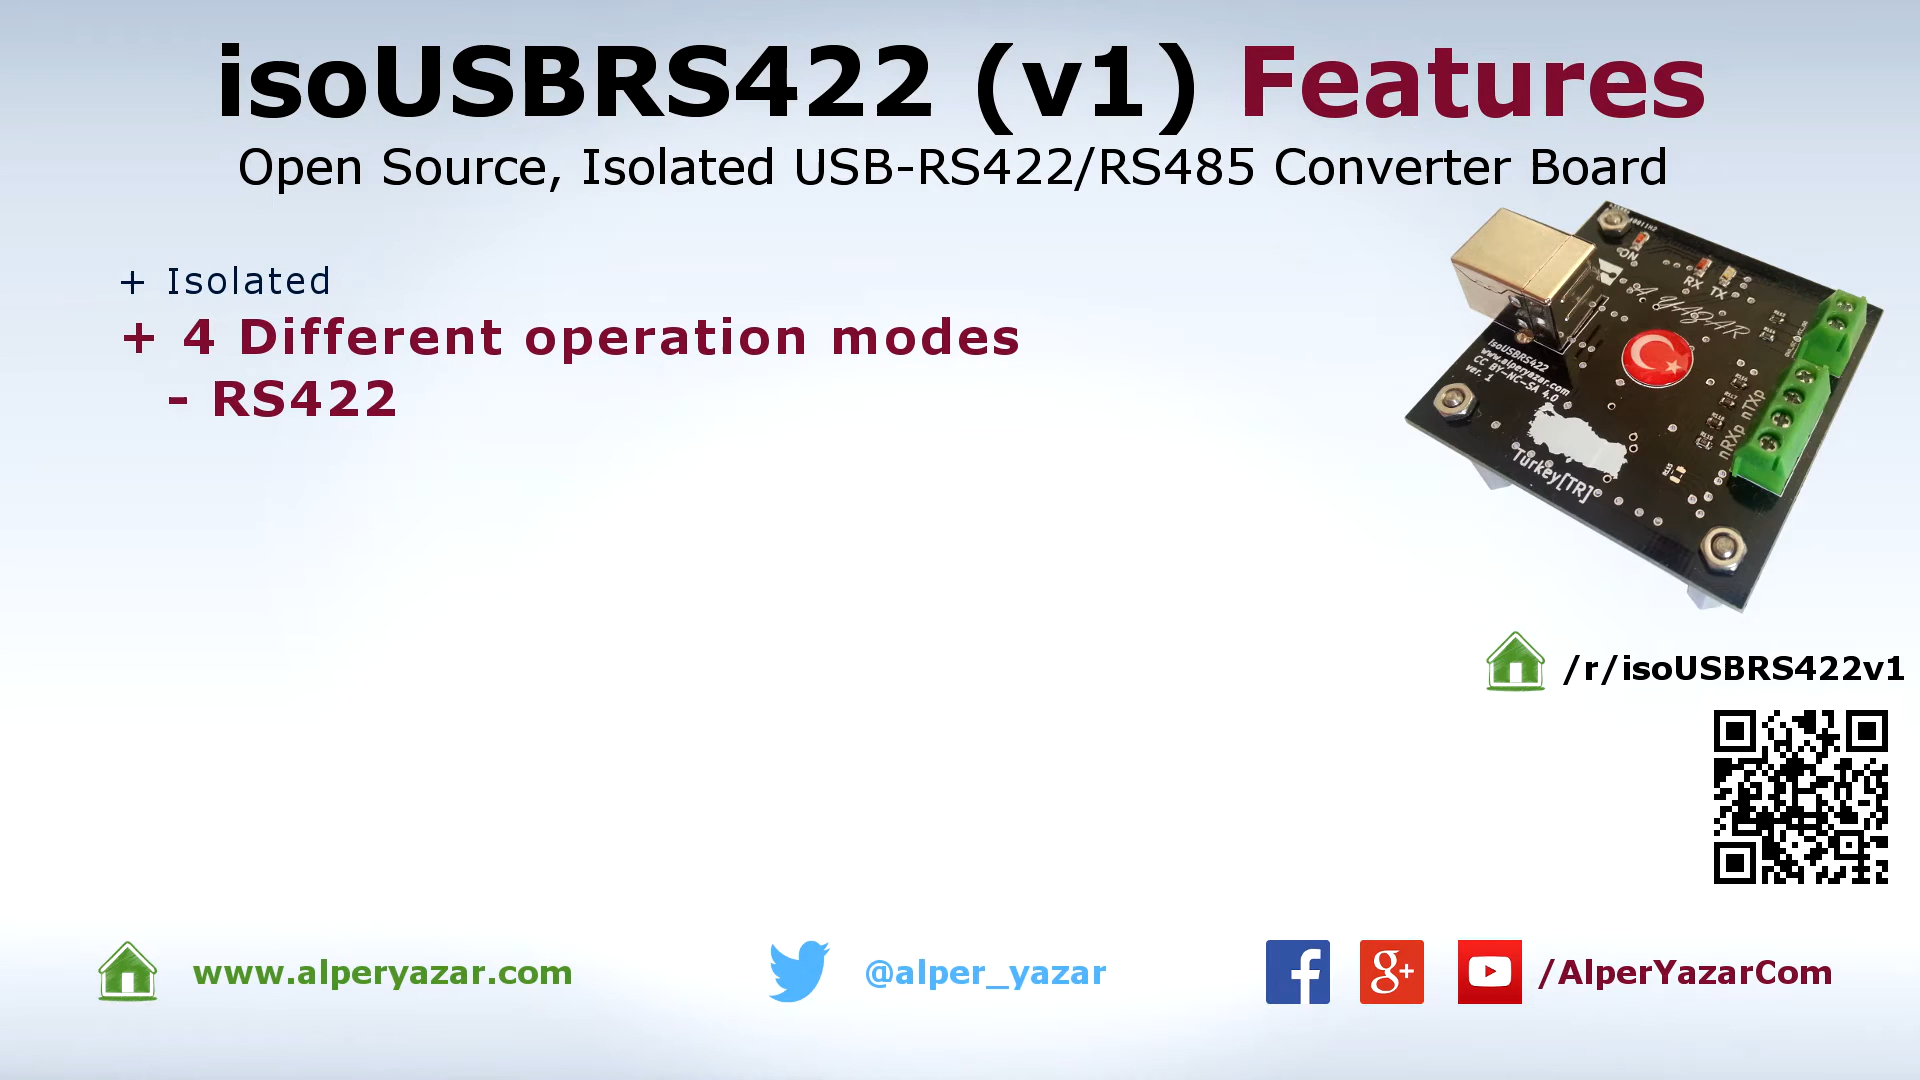 isoUSBRS422 (v1) Features
Open Source, Isolated USB-RS422/RS485 Converter Board
+ Isolated
+ 4 Different operation modes
- RS422
ON
RX TX
A. YAZAR
isoUSBRS422
www.alperyazar.com
CC BY-NC-SA 4.0
ver. 1
nRXp nTXp
Turkey[TR]
/r/isoUSBRS422v1
www.alperyazar.com
@alper_yazar
f
g+
/AlperYazarCom